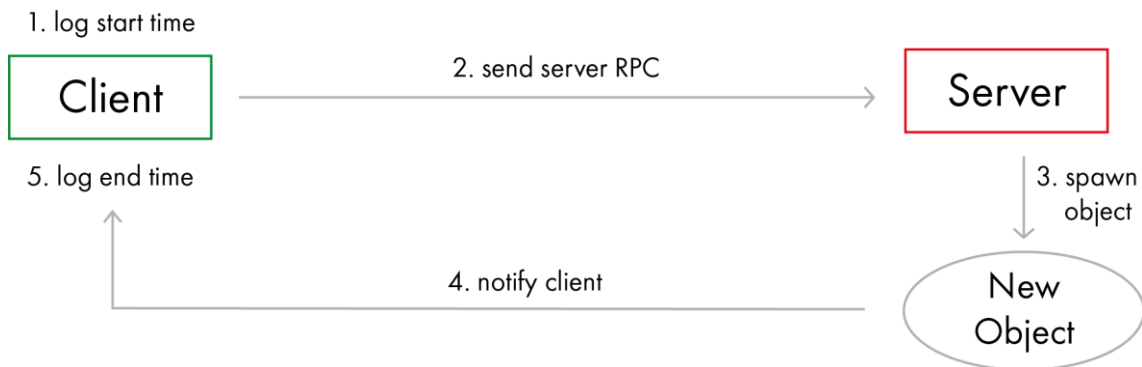 1. log start time
Client
2. send server RPC
Server
5. log end time
3. spawn
object
4. notify client
New
Object